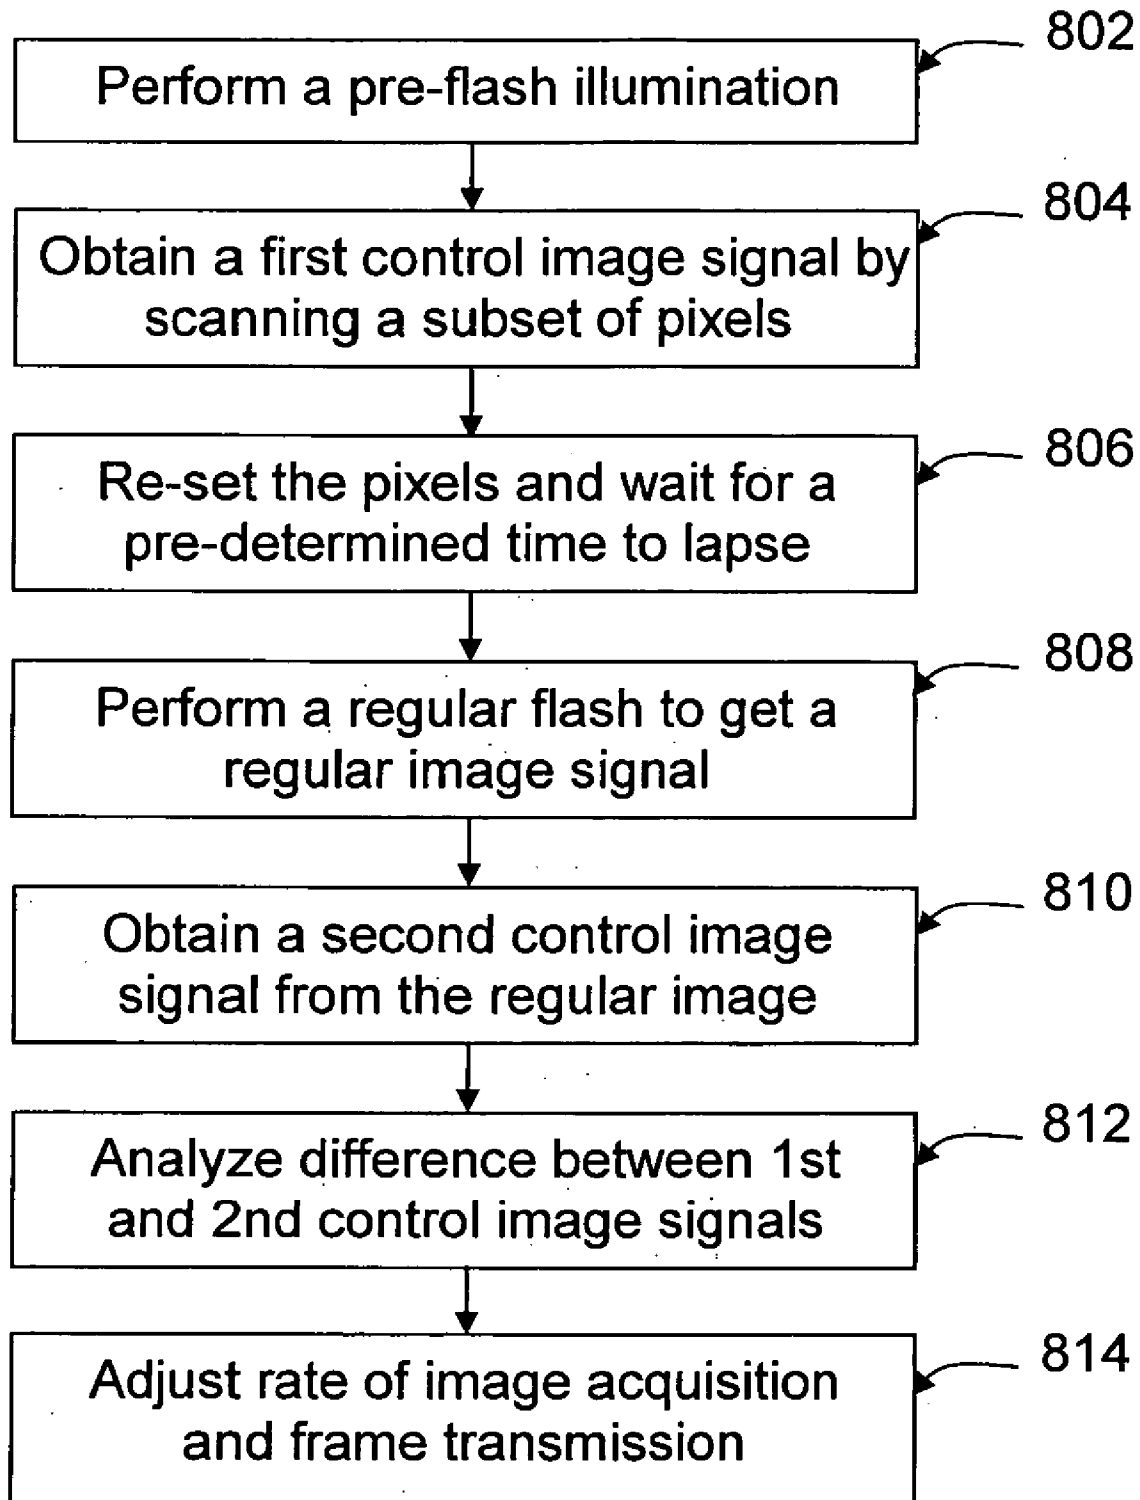 802
Perform a pre-flash illumination
804
Obtain a first control image signal by
scanning a subset of pixels
806
Re-set the pixels and wait for a
pre-determined time to lapse
808
Perform a regular flash to get a
regular image signal
810
Obtain a second control image
signal from the regular image
812
Analyze difference between 1st
and 2nd control image signals
814
Adjust rate of image acquisition
and frame transmission